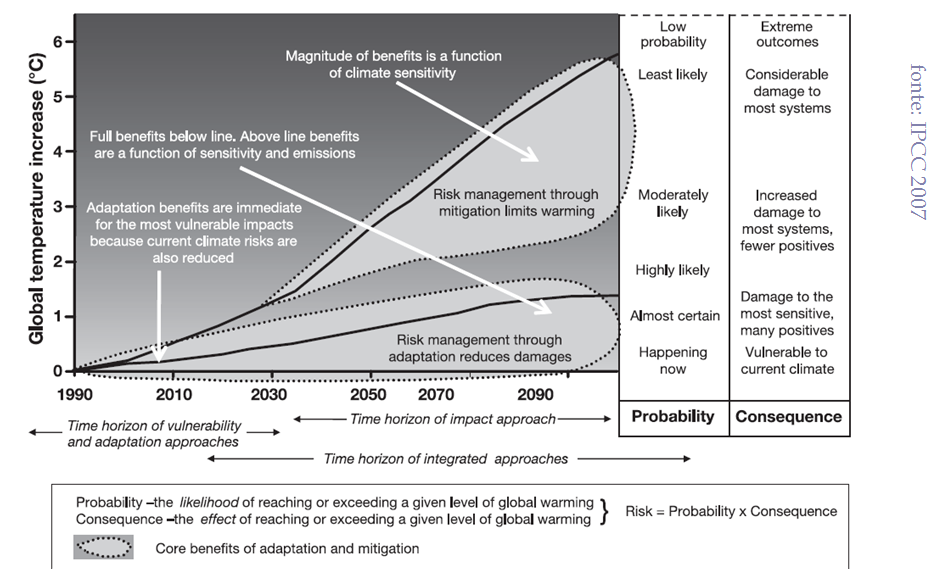 Global temperature increase (°C)
6
5
4
3
2
1
0
1990
2010
2030
2050
2070
2090
Magnitude of benefits is a function
of climate sensitivity
Full benefits below line. Above line benefits
are a function of sensitivity and emissions
Adaptation benefits are immediate
for the most vulnerable impacts
because current climate risks are
also reduced
Risk management through
mitigation limits warming
Risk management through
adaptation reduces damages
Low
probability
Least likely
Moderately
likely
Highly likely
Almost certain
Happening
now
Probability
Extreme
outcomes
Considerable
damage to
most systems
Increased
damage to
most systems,
fewer positives
Damage to the
most sensitive,
many positives
Vulnerable to
current climate
Consequence
fonte: IPCC 2007
Time horizon of vulnerability
and adaptation approaches
Time horizon of impact approach
Time horizon of integrated approaches
Probability –the likelihood of reaching or exceeding a given level of global warming
Consequence –the effect of reaching or exceeding a given level of global warming
} Risk = Probability x Consequence
Core benefits of adaptation and mitigation